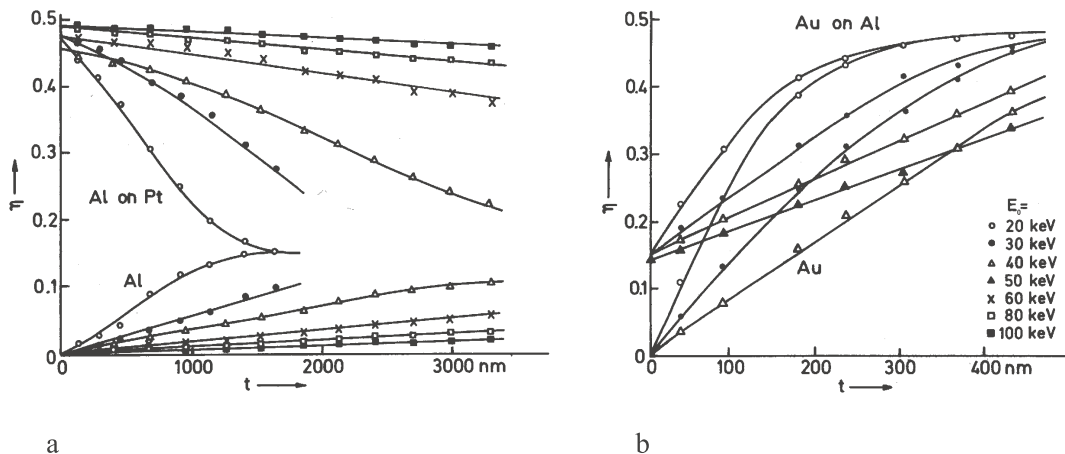 0.5
0.4
0.3
0.2
0.1
0
η
Al on Pt
Al
0 1000 2000 3000 nm
t
a
0.5
0.4
0.3
0.2
0.1
0
η
Au on Al
Au
E₀=
○ 20 keV
● 30 keV
△ 40 keV
▲ 50 keV
× 60 keV
□ 80 keV
■ 100 keV
0 100 200 300 400 nm
t
b